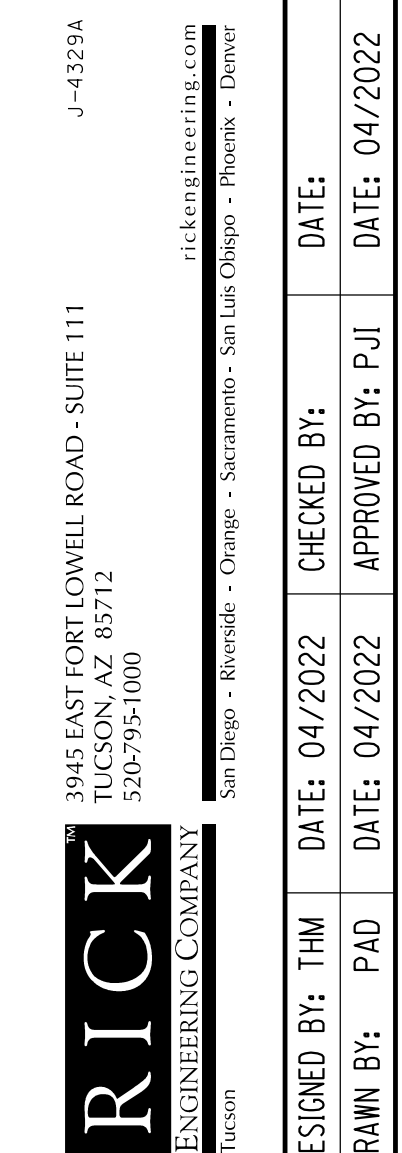 J-4329A
3945 EAST FORT LOWELL ROAD - SUITE 111
TUCSON, AZ 85712
520-795-1000
RICK™
ENGINEERING COMPANY
rickengineering.com
Tucson
San Diego - Riverside - Orange - Sacramento - San Luis Obispo - Phoenix - Denver
ESIGNED BY: THM DATE: 04/2022 CHECKED BY: DATE:
RAWN BY: PAD DATE: 04/2022 APPROVED BY: PJI DATE: 04/2022